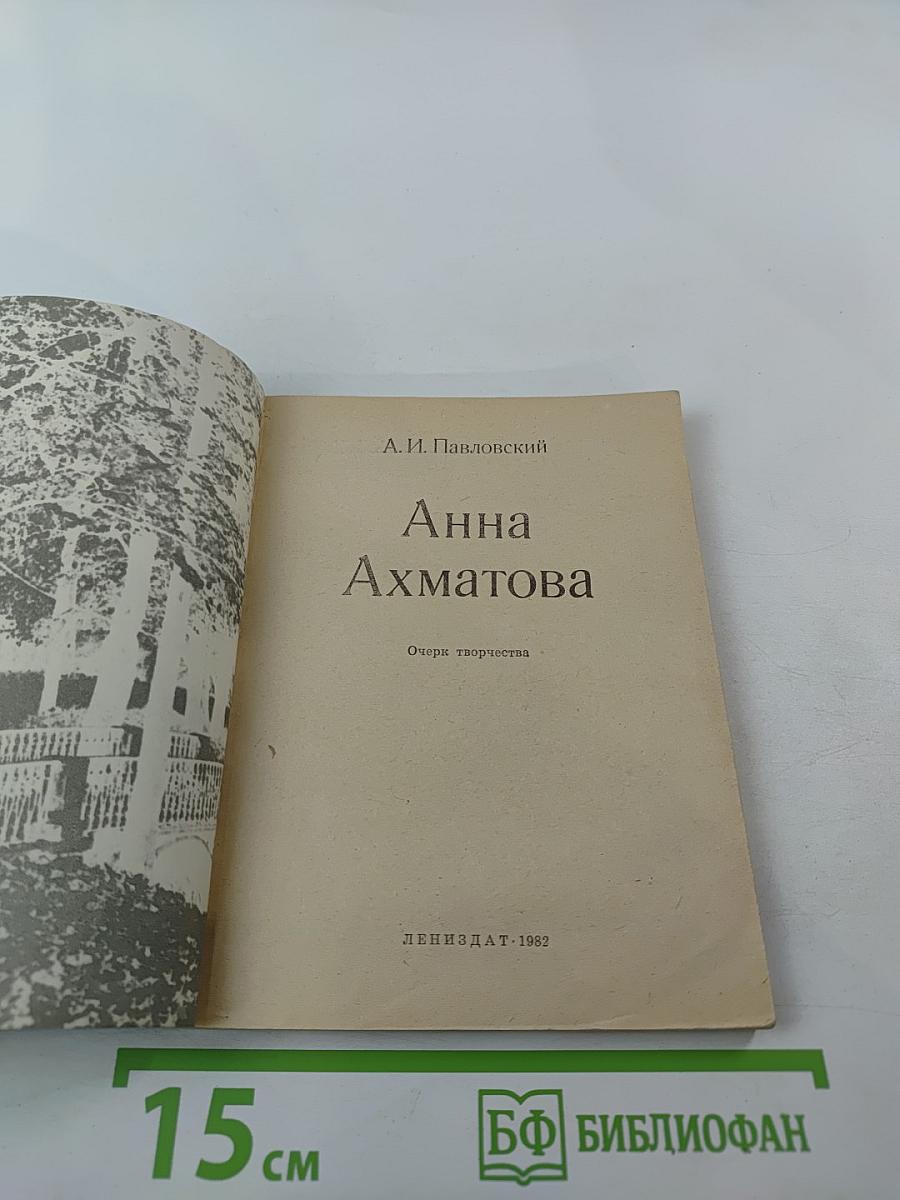 А. И. Павловский
Анна
Ахматова
Очерк творчества
ЛЕНИЗДАТ · 1982
15 см
БФ БИБЛИОФАН